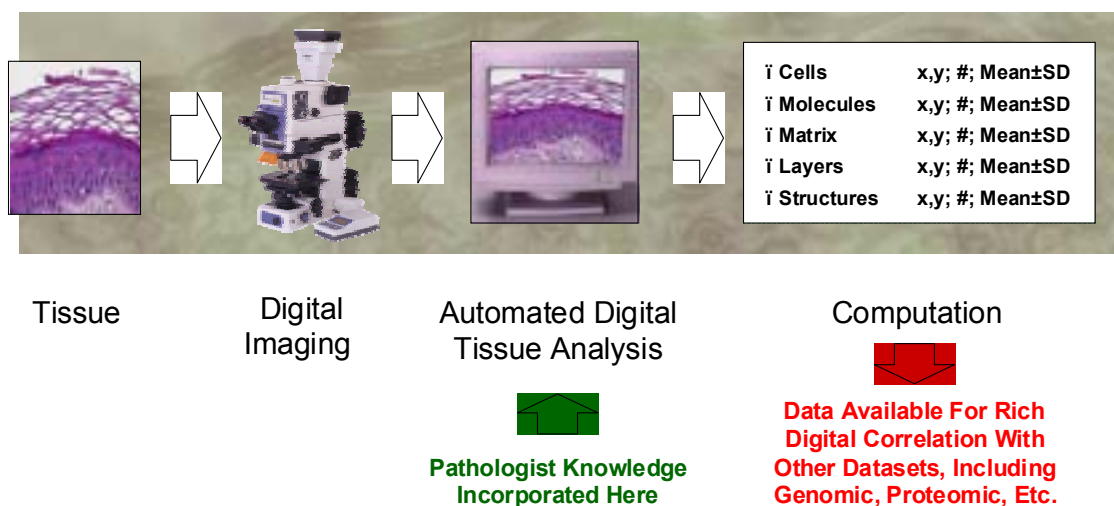 ï Cells x,y; #; Mean±SD
ï Molecules x,y; #; Mean±SD
ï Matrix x,y; #; Mean±SD
ï Layers x,y; #; Mean±SD
ï Structures x,y; #; Mean±SD
Tissue
Digital
Imaging
Automated Digital
Tissue Analysis
Computation
Pathologist Knowledge
Incorporated Here
Data Available For Rich
Digital Correlation With
Other Datasets, Including
Genomic, Proteomic, Etc.